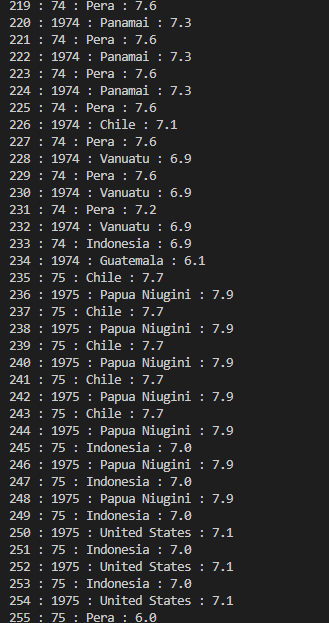 219 : 74 : Pera : 7.6
220 : 1974 : Panamai : 7.3
221 : 74 : Pera : 7.6
222 : 1974 : Panamai : 7.3
223 : 74 : Pera : 7.6
224 : 1974 : Panamai : 7.3
225 : 74 : Pera : 7.6
226 : 1974 : Chile : 7.1
227 : 74 : Pera : 7.6
228 : 1974 : Vanuatu : 6.9
229 : 74 : Pera : 7.6
230 : 1974 : Vanuatu : 6.9
231 : 74 : Pera : 7.2
232 : 1974 : Vanuatu : 6.9
233 : 74 : Indonesia : 6.9
234 : 1974 : Guatemala : 6.1
235 : 75 : Chile : 7.7
236 : 1975 : Papua Niugini : 7.9
237 : 75 : Chile : 7.7
238 : 1975 : Papua Niugini : 7.9
239 : 75 : Chile : 7.7
240 : 1975 : Papua Niugini : 7.9
241 : 75 : Chile : 7.7
242 : 1975 : Papua Niugini : 7.9
243 : 75 : Chile : 7.7
244 : 1975 : Papua Niugini : 7.9
245 : 75 : Indonesia : 7.0
246 : 1975 : Papua Niugini : 7.9
247 : 75 : Indonesia : 7.0
248 : 1975 : Papua Niugini : 7.9
249 : 75 : Indonesia : 7.0
250 : 1975 : United States : 7.1
251 : 75 : Indonesia : 7.0
252 : 1975 : United States : 7.1
253 : 75 : Indonesia : 7.0
254 : 1975 : United States : 7.1
255 : 75 : Pera : 6.0